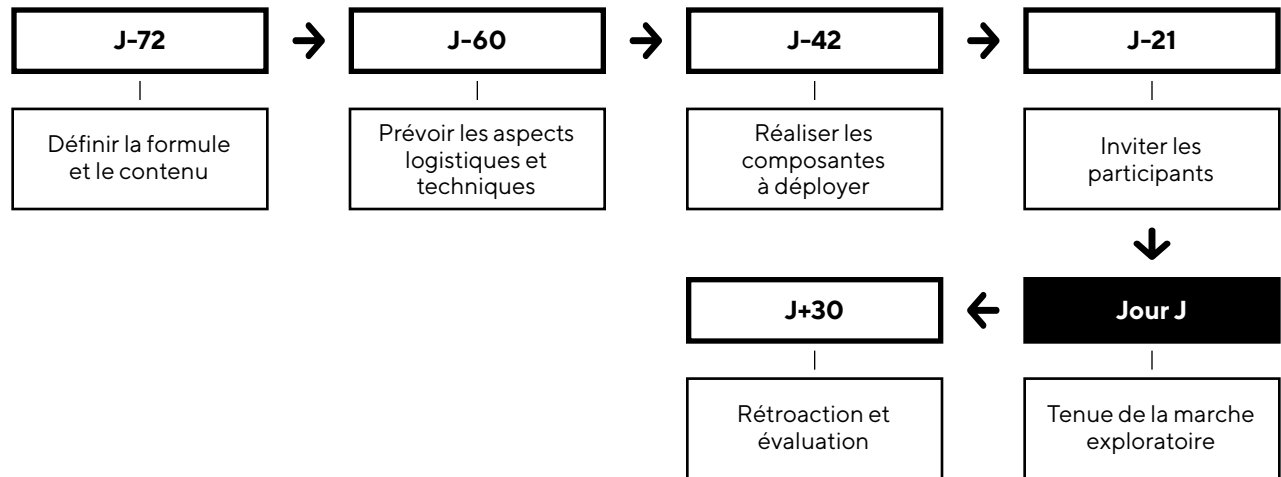 J-72
Définir la formule
et le contenu
J-60
Prévoir les aspects
logistiques et
techniques
J-42
Réaliser les
composantes
à déployer
J-21
Inviter les
participants
Jour J
Tenue de la marche
exploratoire
J+30
Rétroaction et
évaluation